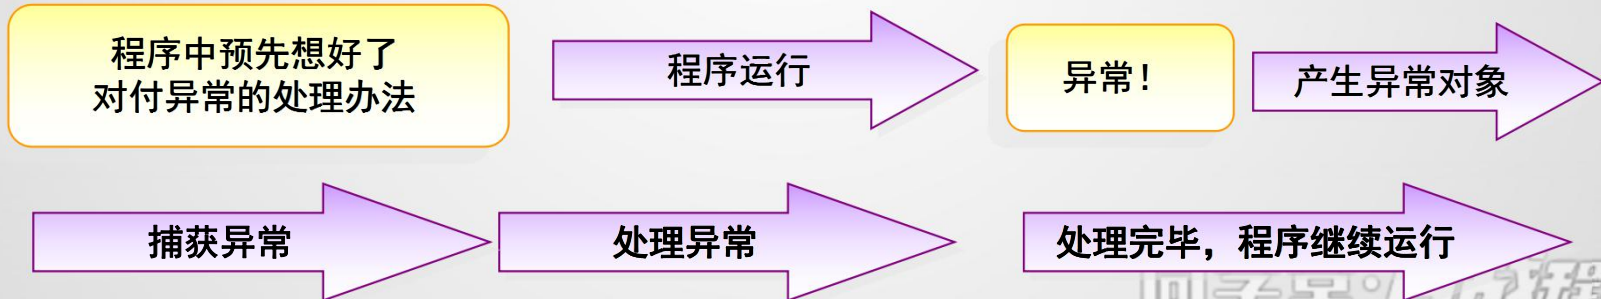 程序中预先想好了
对付异常的处理办法
程序运行
异常！
产生异常对象
捕获异常
处理异常
处理完毕，程序继续运行